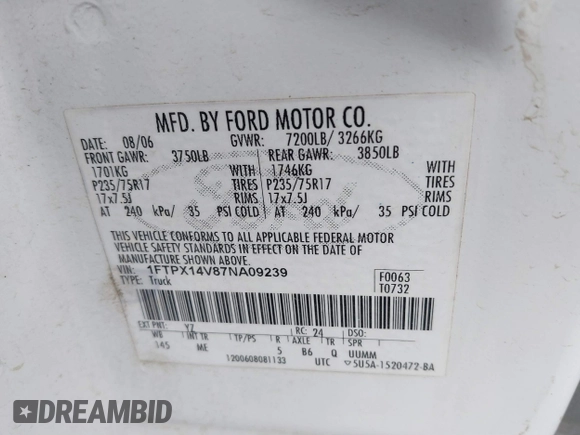 MFD. BY FORD MOTOR CO.
DATE: 08/06 GVWR: 7200LB/ 3266KG
FRONT GAWR: 3750LB REAR GAWR: 3850LB
1701KG WITH 1746KG WITH
P235/75R17 TIRES P235/75R17 TIRES
17x7.5J RIMS 17x7.5J RIMS
AT 240 kPa/ 35 PSI COLD AT 240 kPa/ 35 PSI COLD
THIS VEHICLE CONFORMS TO ALL APPLICABLE FEDERAL MOTOR
VEHICLE SAFETY STANDARDS IN EFFECT ON THE DATE OF
MANUFACTURE SHOWN ABOVE.
VIN: 1FTPX14V87NA09239 F0063
TYPE: Truck T0732
EXT PNT: YZ RC: 24
WB INT TR TP/PS R AXLE TR SPR
145 ME 5 B6 Q UUMM
1200608081133 UTC 5U5A-1520472-BA
DREAMBID